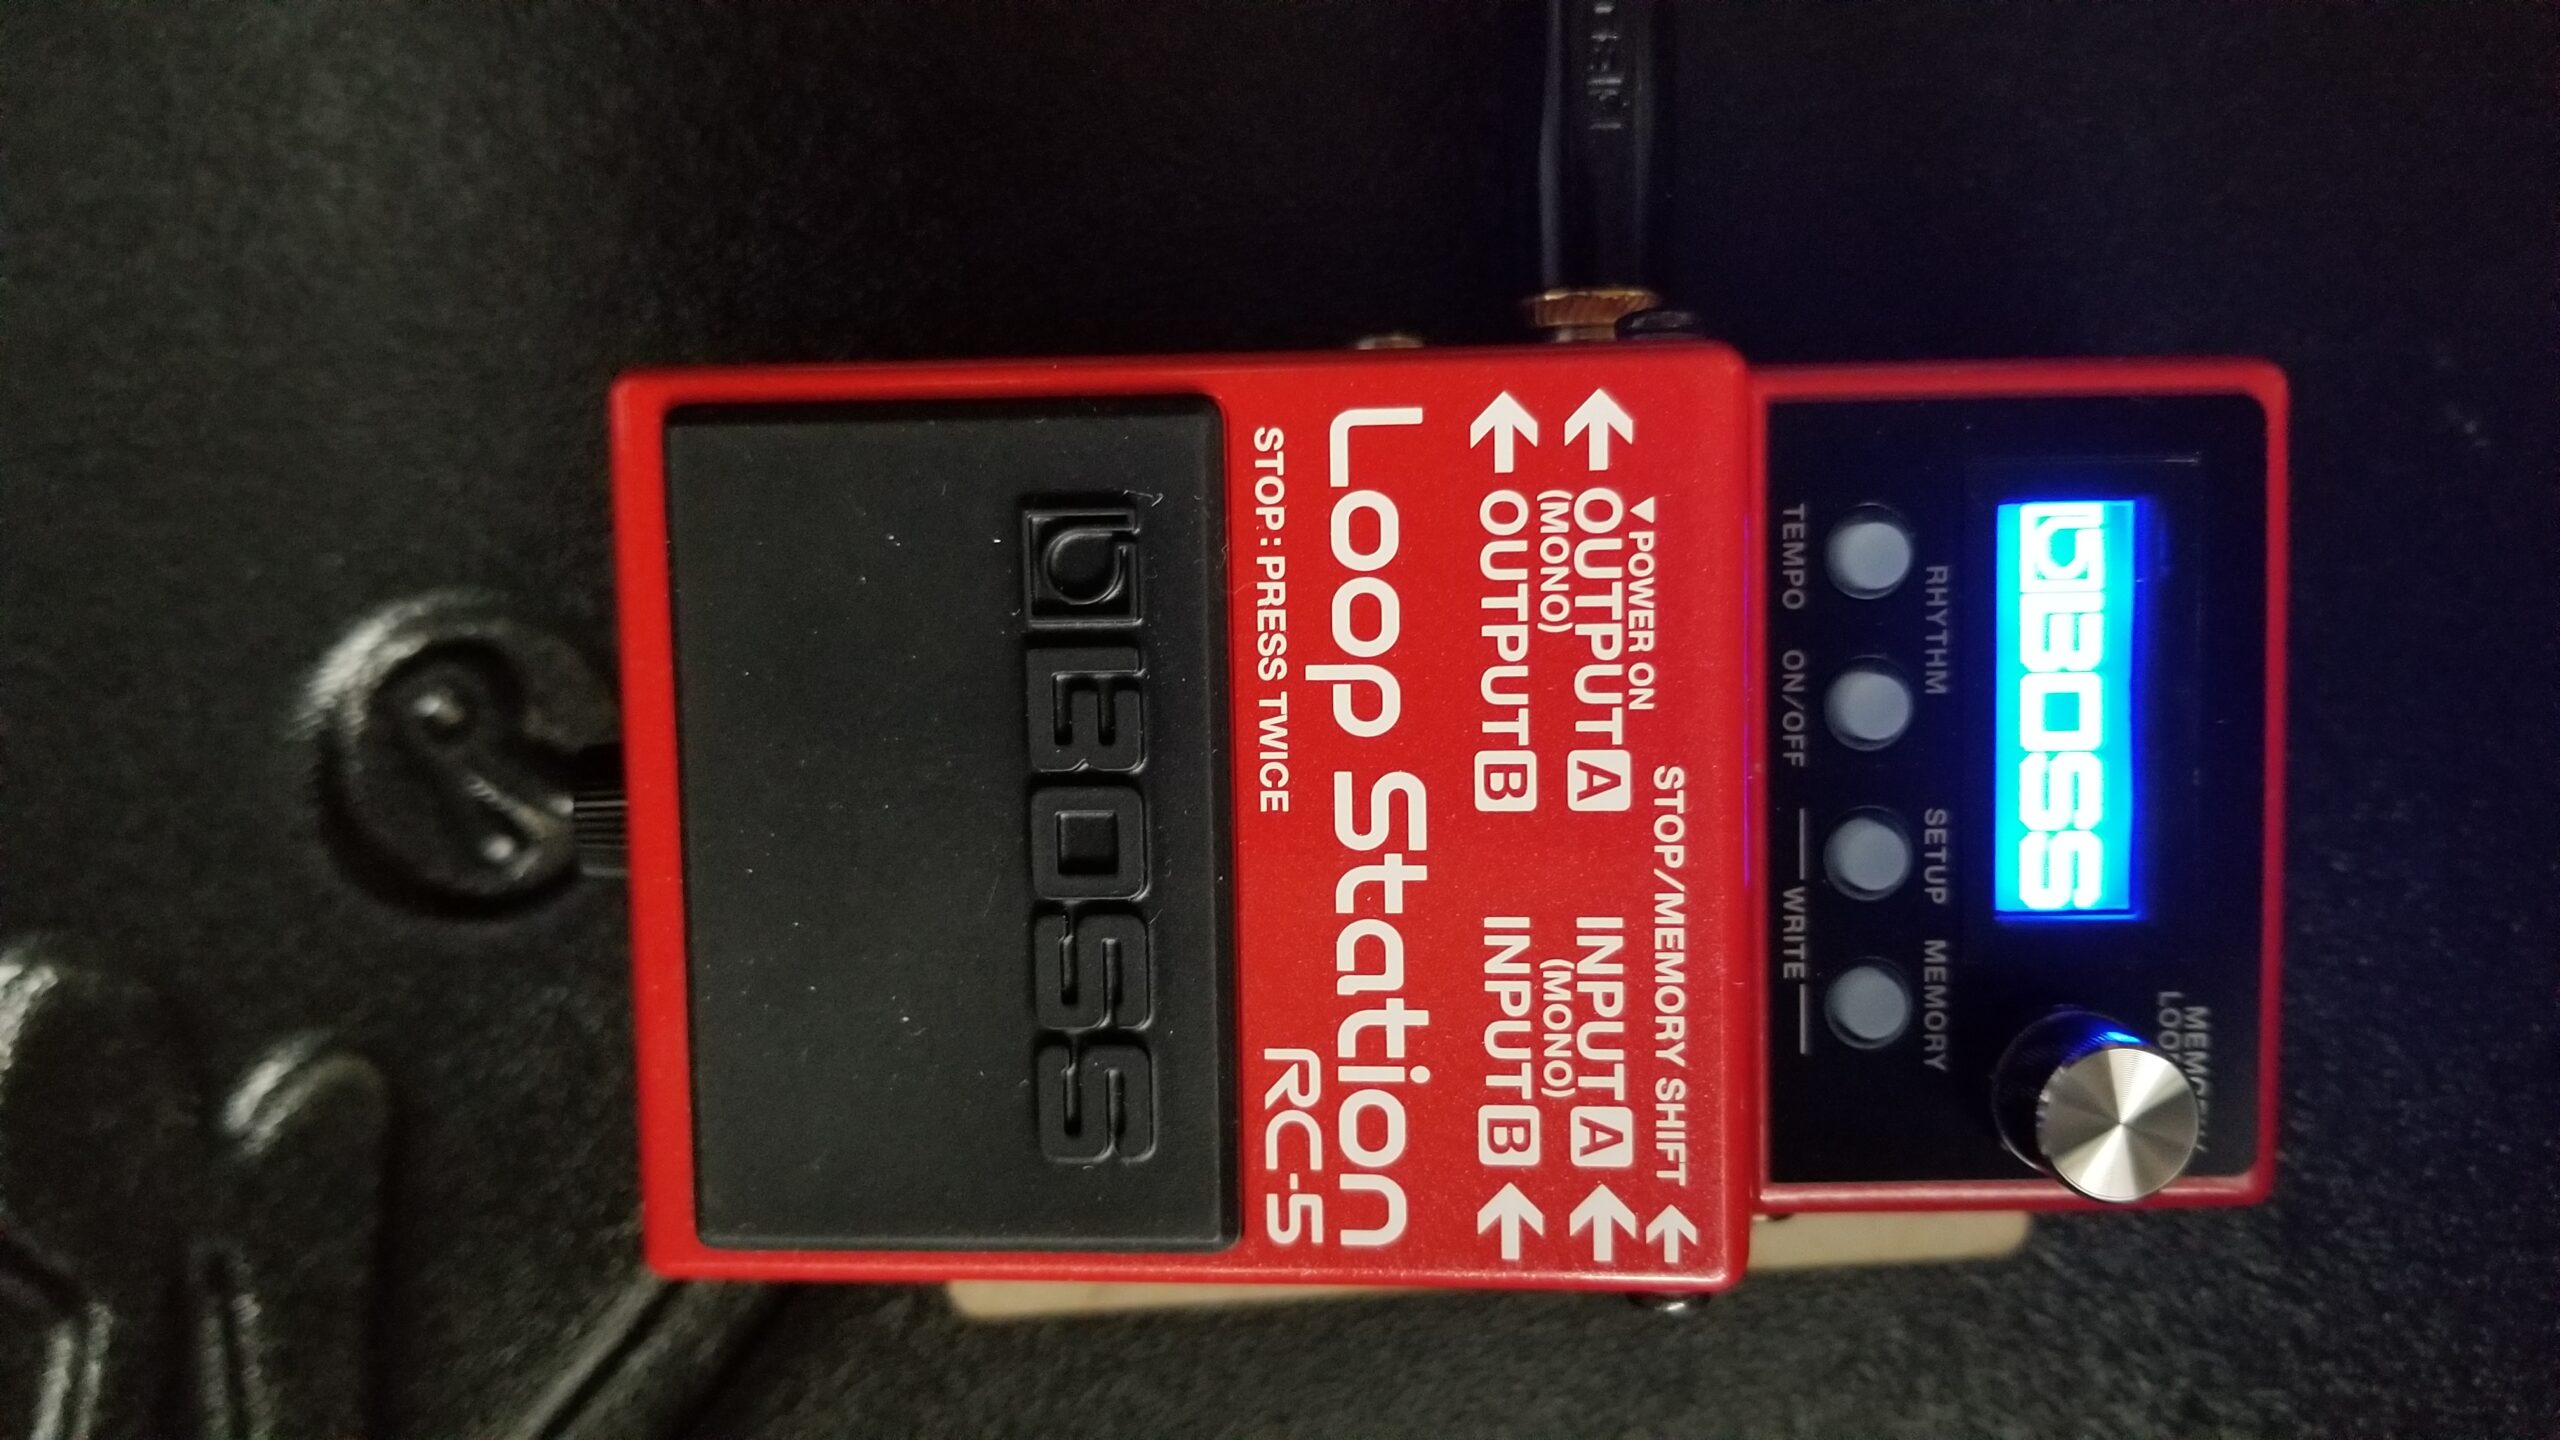 MEMORY
BOSS
RHYTHM SETUP MEMORY
TEMPO ON/OFF WRITE
STOP/MEMORY SHIFT
▼POWER ON
OUTPUT A INPUT A
(MONO) (MONO)
OUTPUT B INPUT B
Loop Station
STOP : PRESS TWICE RC-5
BOSS